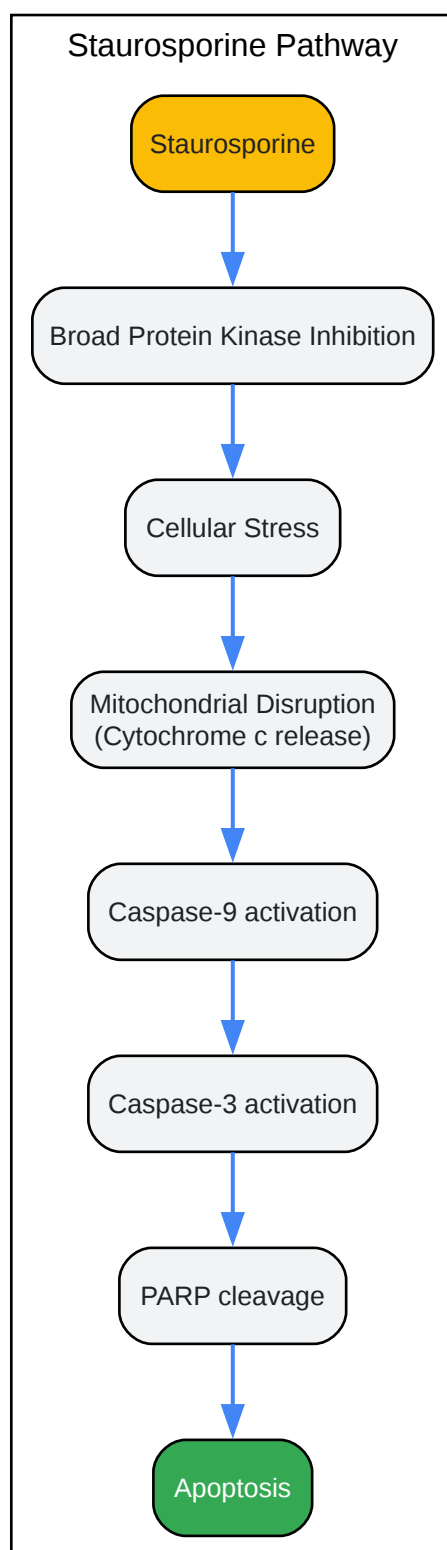 Staurosporine Pathway
Staurosporine
Broad Protein Kinase Inhibition
Cellular Stress
Mitochondrial Disruption
(Cytochrome c release)
Caspase-9 activation
Caspase-3 activation
PARP cleavage
Apoptosis